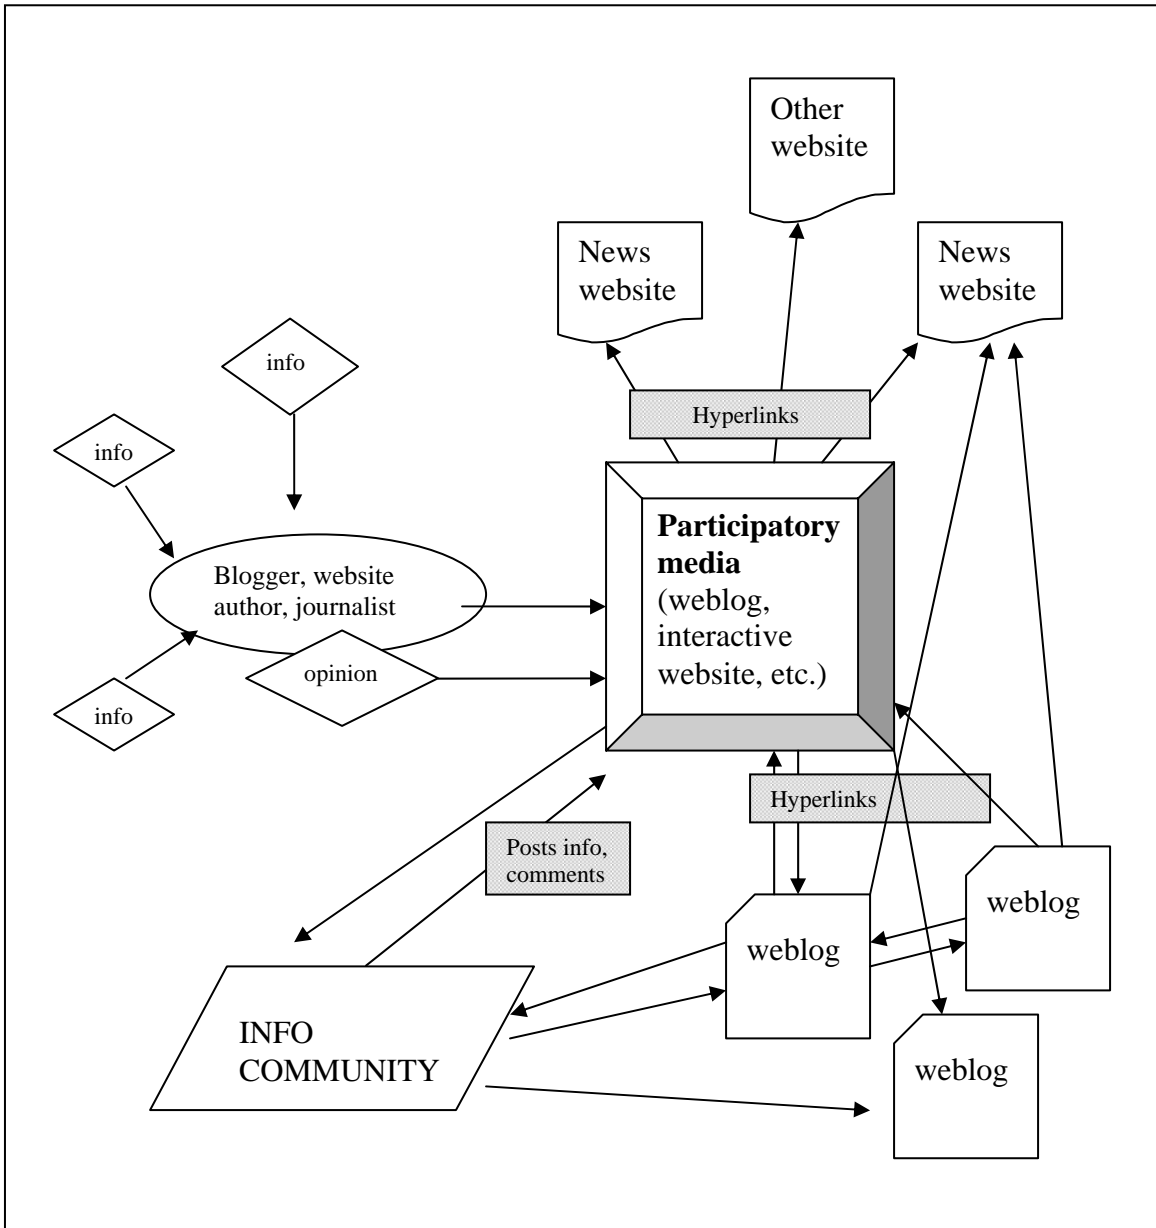 Other
website
News
website
News
website
info
info
Hyperlinks
Participatory
media
(weblog,
interactive
website, etc.)
Blogger, website
author, journalist
opinion
info
Hyperlinks
Posts info,
comments
weblog
weblog
INFO
COMMUNITY
weblog